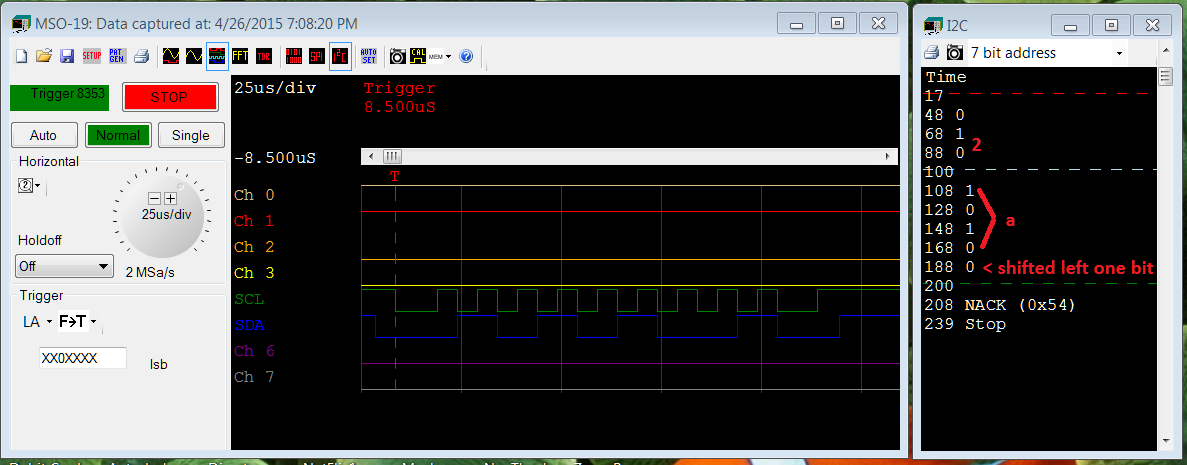 MSO-19: Data captured at: 4/26/2015 7:08:20 PM
SETUP
PAT GEN
FFT
TDR
SPI
I²C
AUTO SET
CAL
MEM
Trigger 8353
STOP
Auto
Normal
Single
Horizontal
25us/div
Holdoff
Off
2 MSa/s
Trigger
LA
F→T
XX0XXXX
lsb
25us/div
Trigger
8.500uS
-8.500uS
T
Ch 0
Ch 1
Ch 2
Ch 3
SCL
SDA
Ch 6
Ch 7
I2C
7 bit address
Time
17
48 0
68 1
88 0 2
100
108 1
128 0
148 1 a
168 0
188 0 < shifted left one bit
200
208 NACK (0x54)
239 Stop